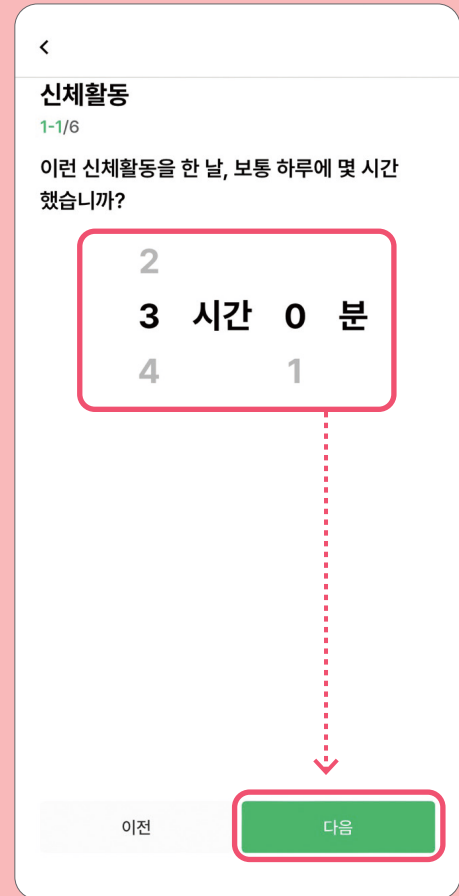 신체활동
1-1/6
이런 신체활동을 한 날, 보통 하루에 몇 시간
했습니까?
2
3 시간 0 분
4 1
이전 다음